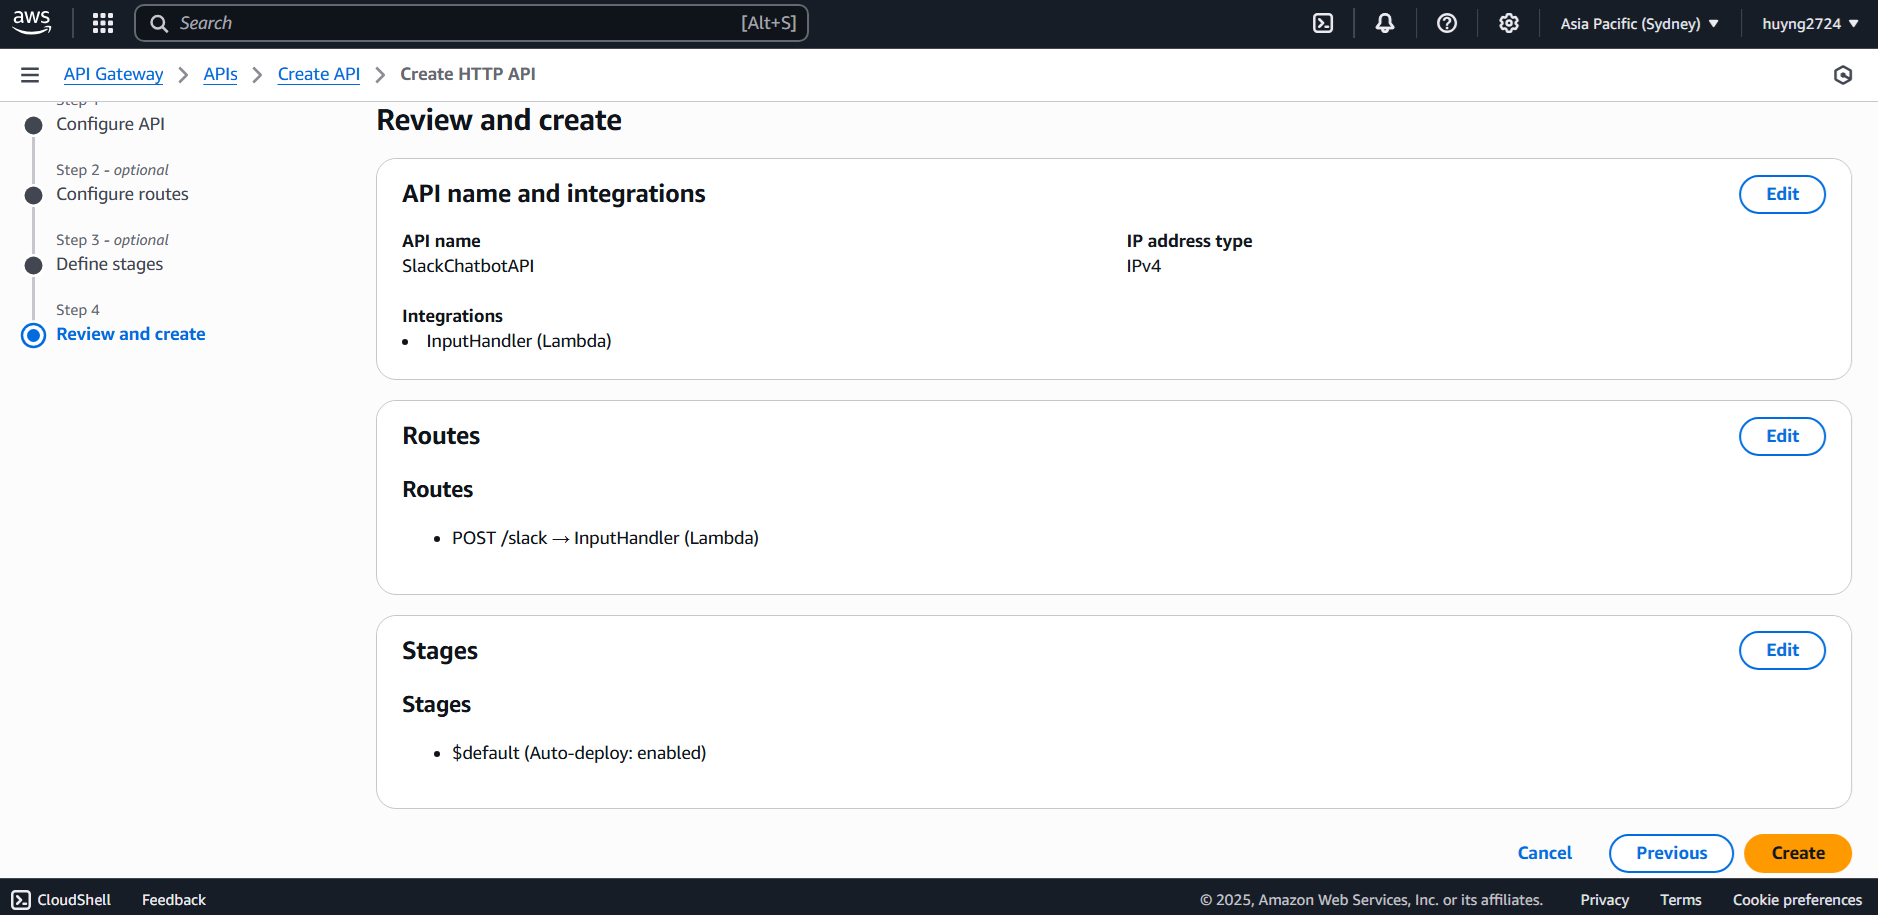 aws
Search [Alt+S]
Asia Pacific (Sydney)
huyng2724
API Gateway
APIs
Create API
Create HTTP API
Step 1
Configure API
Step 2 - optional
Configure routes
Step 3 - optional
Define stages
Step 4
Review and create
Review and create
API name and integrations
Edit
API name
SlackChatbotAPI
IP address type
IPv4
Integrations
• InputHandler (Lambda)
Routes
Edit
Routes
• POST /slack → InputHandler (Lambda)
Stages
Edit
Stages
• $default (Auto-deploy: enabled)
Cancel
Previous
Create
CloudShell
Feedback
© 2025, Amazon Web Services, Inc. or its affiliates.
Privacy
Terms
Cookie preferences